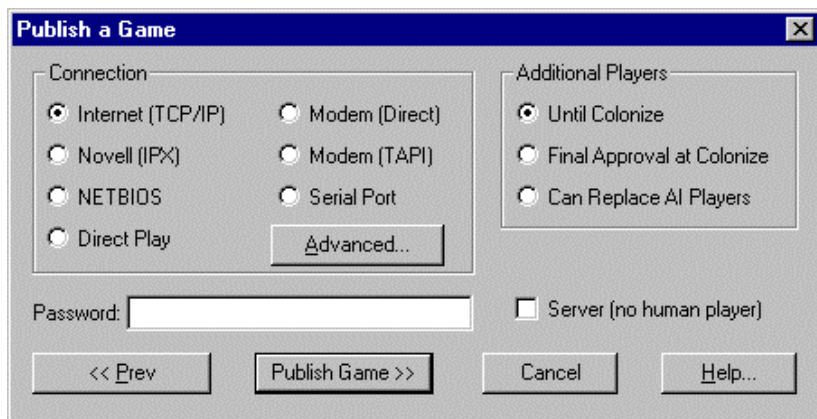 Publish a Game
Connection
Additional Players
Internet (TCP/IP)
Modem (Direct)
Until Colonize
Novell (IPX)
Modem (TAPI)
Final Approval at Colonize
NETBIOS
Serial Port
Can Replace AI Players
Direct Play
Advanced...
Password:
Server (no human player)
<< Prev
Publish Game >>
Cancel
Help...